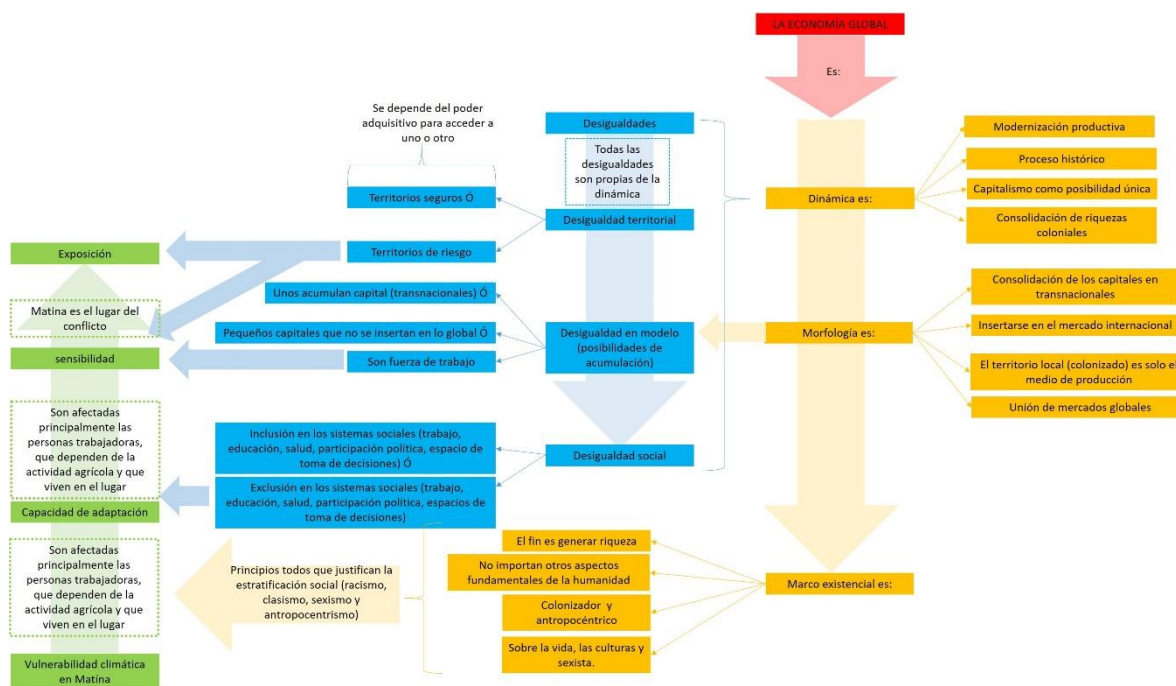 LA ECONOMÍA GLOBAL
Es:
Dinámica es:
Modernización productiva
Proceso histórico
Capitalismo como posibilidad única
Consolidación de riquezas
coloniales
Morfología es:
Consolidación de los capitales en
transnacionales
Insertarse en el mercado internacional
El territorio local (colonizado) es solo el
medio de producción
Unión de mercados globales
Marco existencial es:
El fin es generar riqueza
No importan otros aspectos
fundamentales de la humanidad
Colonizador y
antropocéntrico
Sobre la vida, las culturas y
sexista.
Principios todos que justifican la
estratificación social (racismo,
clasismo, sexismo y
antropocentrismo)
Desigualdades
Todas las
desigualdades
son propias de la
dinámica
Desigualdad territorial
Se depende del poder
adquisitivo para acceder a
uno o otro
Territorios seguros Ó
Territorios de riesgo
Desigualdad en modelo
(posibilidades de
acumulación)
Unos acumulan capital (transnacionales) Ó
Pequeños capitales que no se insertan en lo global Ó
Son fuerza de trabajo
Desigualdad social
Inclusión en los sistemas sociales (trabajo,
educación, salud, participación política, espacio de
toma de decisiones) Ó
Exclusión en los sistemas sociales (trabajo,
educación, salud, participación política, espacios de
toma de decisiones)
Exposición
Matina es el lugar del
conflicto
sensibilidad
Son afectadas
principalmente las
personas trabajadoras,
que dependen de la
actividad agrícola y que
viven en el lugar
Capacidad de adaptación
Son afectadas
principalmente las
personas trabajadoras,
que dependen de la
actividad agrícola y que
viven en el lugar
Vulnerabilidad climática
en Matína